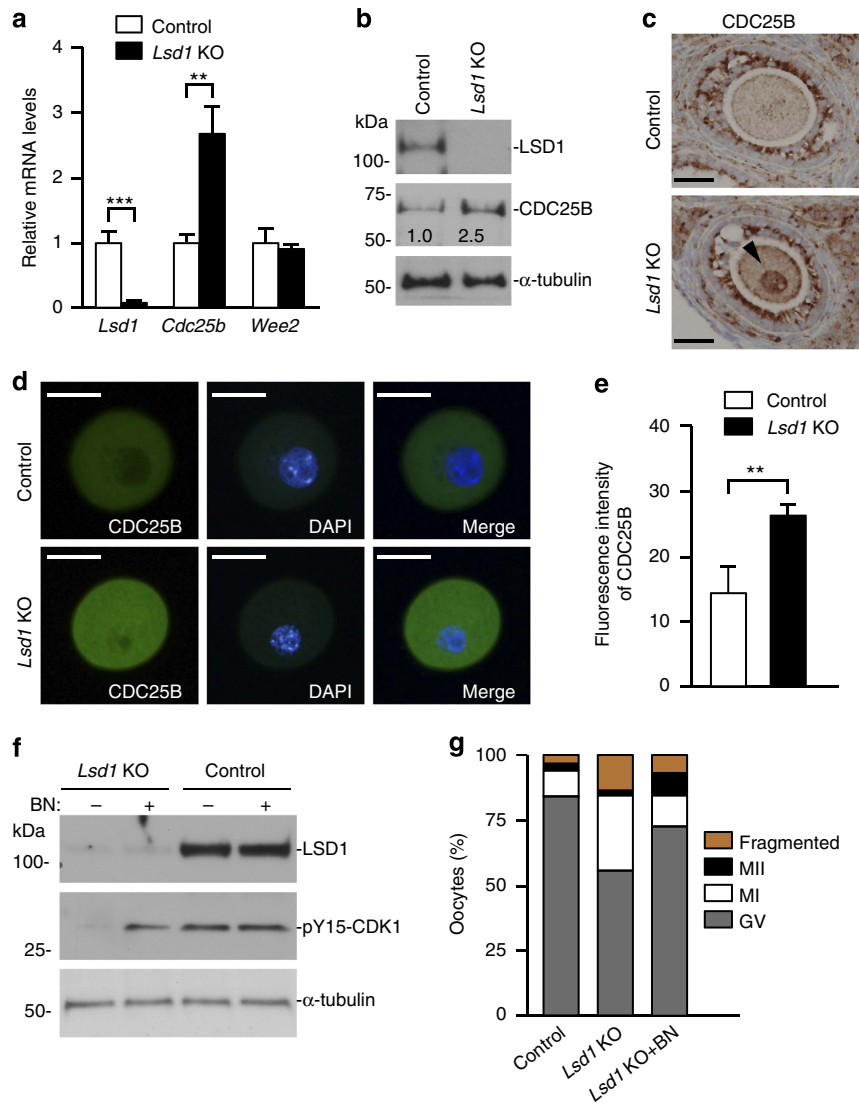 a
Control
Lsd1 KO
Relative mRNA levels
4
3
2
1
0
***
**
Lsd1 Cdc25b Wee2
b
Control
Lsd1 KO
kDa
100-
-LSD1
75-
-CDC25B
50-
1.0 2.5
50-
-α-tubulin
c
CDC25B
Control
Lsd1 KO
d
Control
CDC25B
DAPI
Merge
Lsd1 KO
CDC25B
DAPI
Merge
e
Control
Lsd1 KO
Fluorescence intensity
of CDC25B
40
30
20
10
0
**
f
Lsd1 KO Control
BN: – + – +
kDa
100-
-LSD1
-pY15-CDK1
25-
50-
-α-tubulin
g
Oocytes (%)
100
75
50
25
0
Fragmented
MII
MI
GV
Control
Lsd1 KO
Lsd1 KO+BN